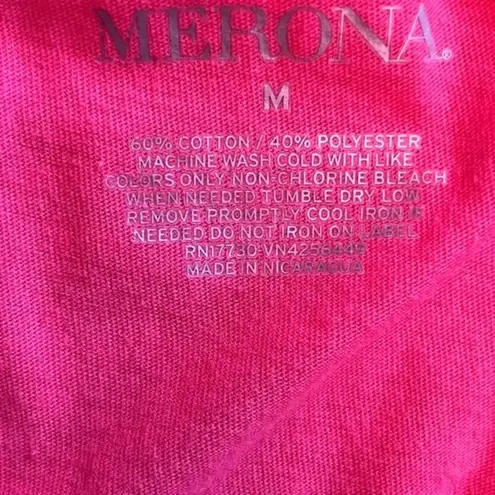 MERONA®
M
60% COTTON / 40% POLYESTER
MACHINE WASH COLD WITH LIKE
COLORS ONLY NON-CHLORINE BLEACH
WHEN NEEDED TUMBLE DRY LOW
REMOVE PROMPTLY COOL IRON IF
NEEDED DO NOT IRON ON LABEL
RN17730
MADE IN NICARAGUA